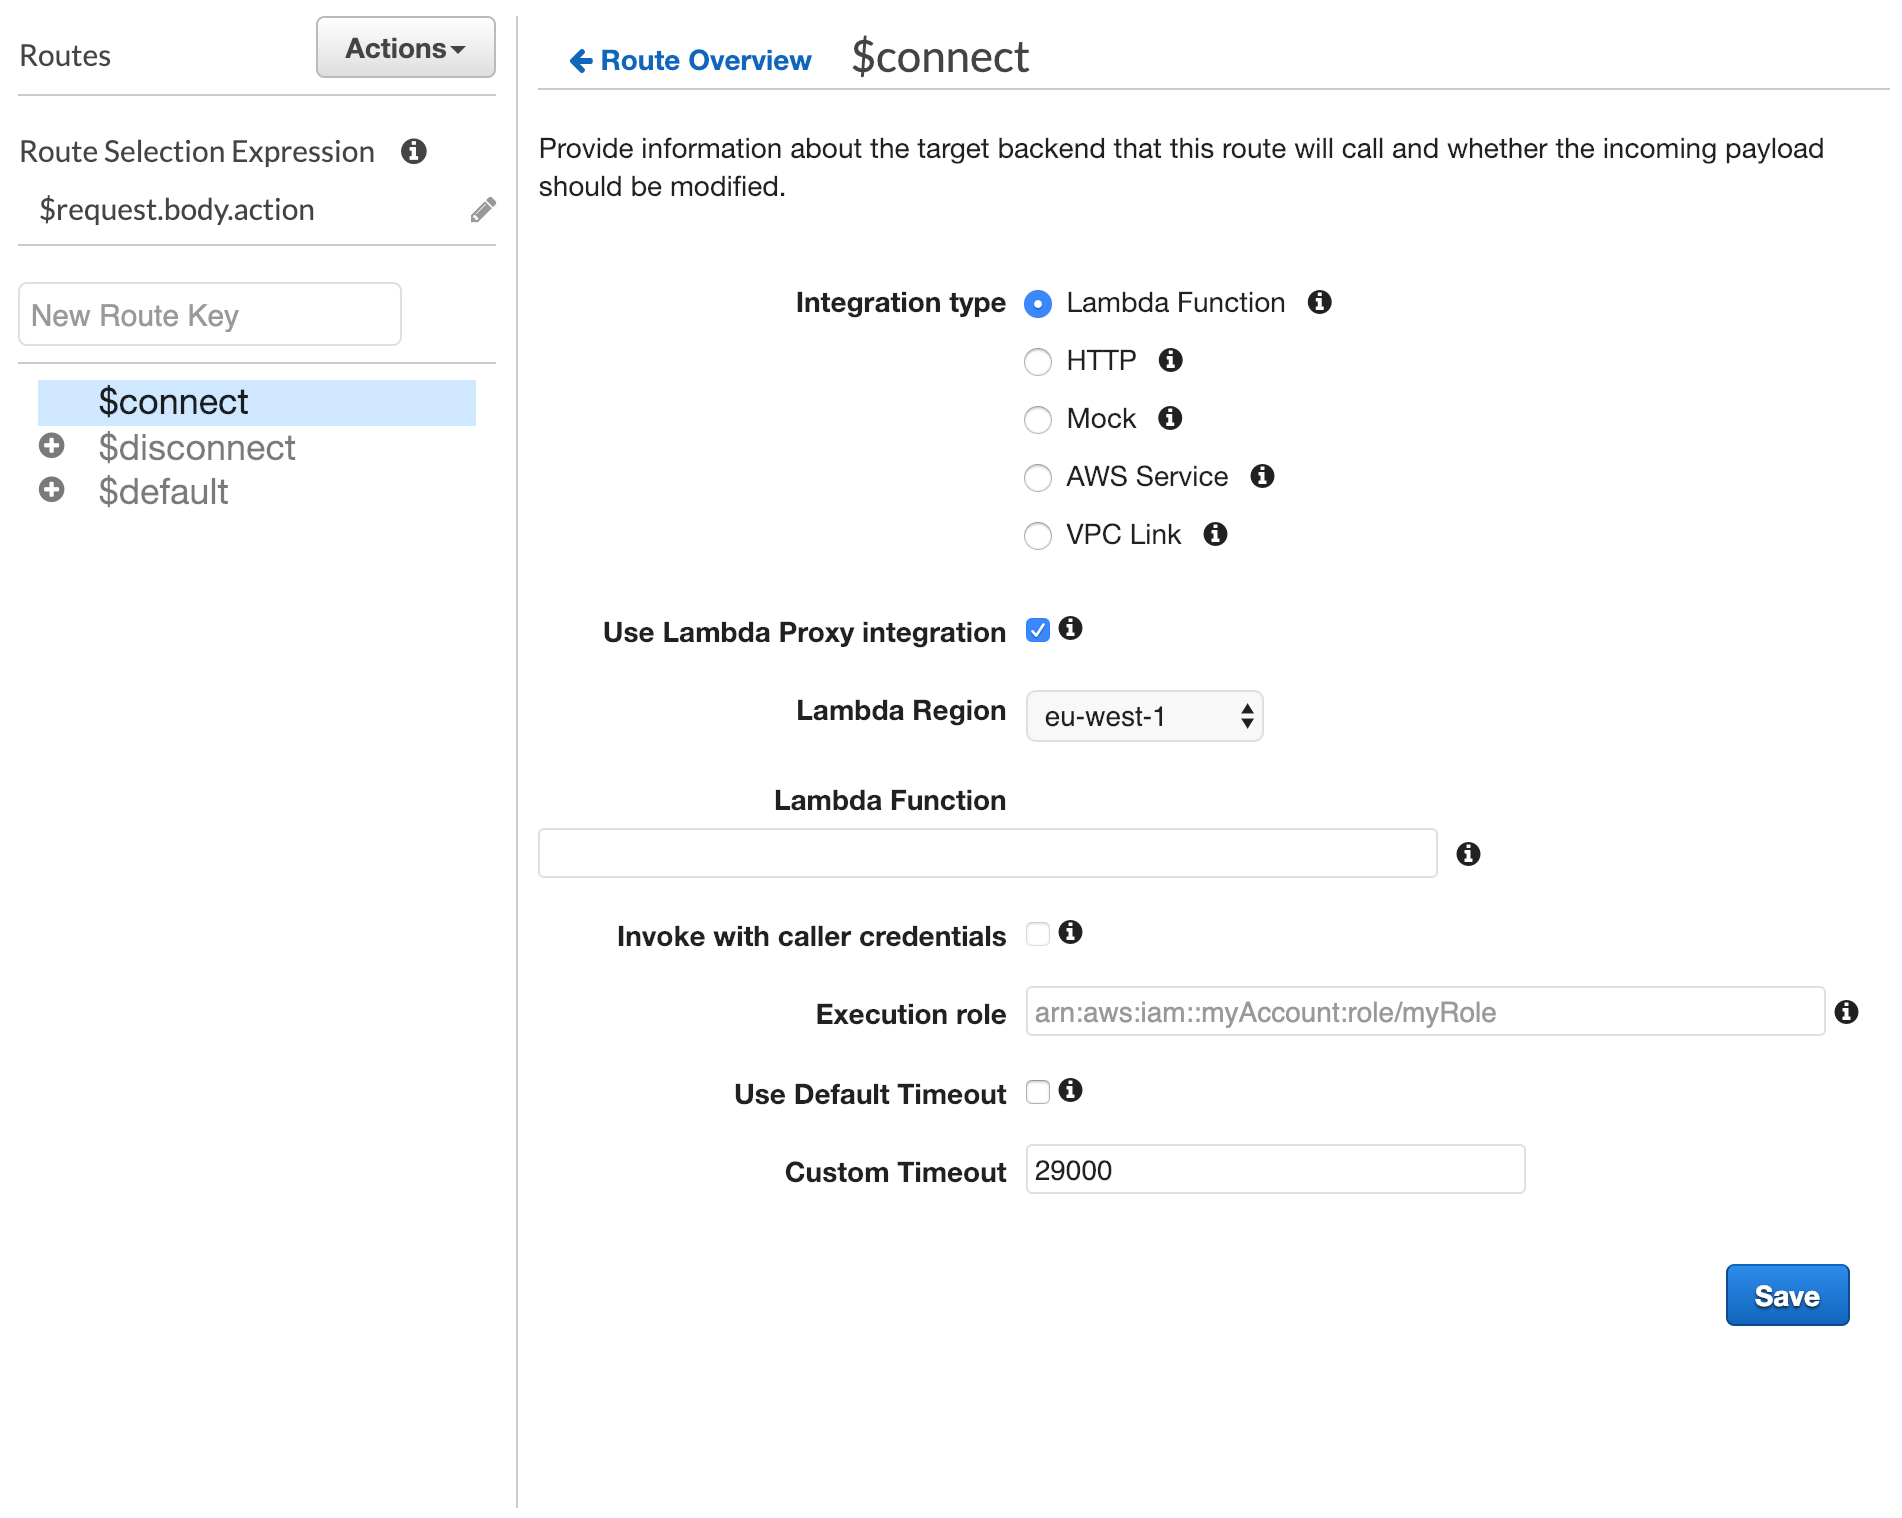 Routes
Actions
Route Selection Expression
$request.body.action
New Route Key
$connect
$disconnect
$default
Route Overview
$connect
Provide information about the target backend that this route will call and whether the incoming payload
should be modified.
Integration type
Lambda Function
HTTP
Mock
AWS Service
VPC Link
Use Lambda Proxy integration
Lambda Region
eu-west-1
Lambda Function
Invoke with caller credentials
Execution role
arn:aws:iam::myAccount:role/myRole
Use Default Timeout
Custom Timeout
29000
Save